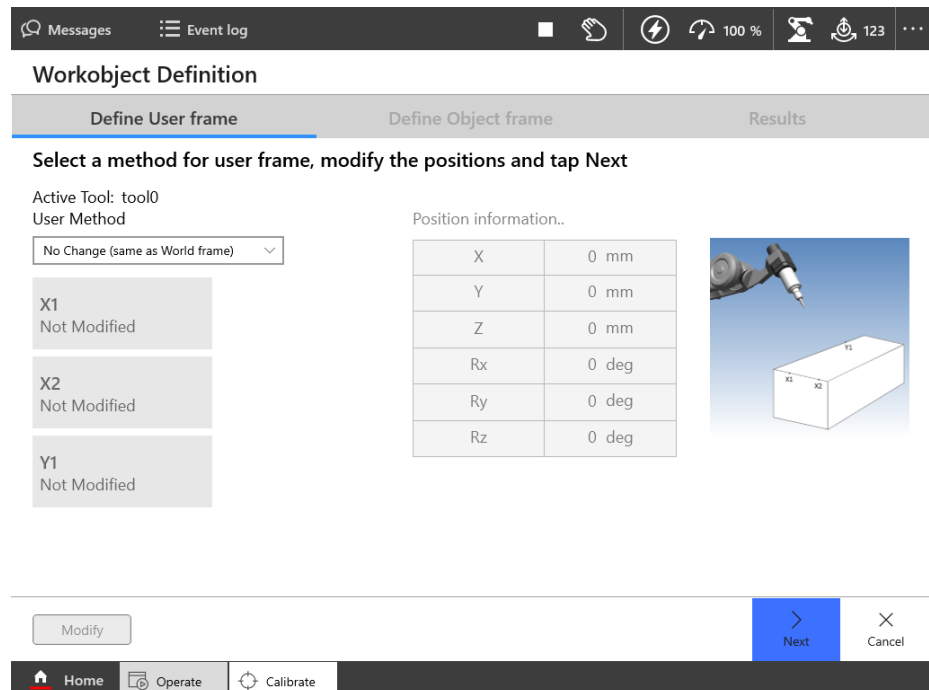 Messages
Event log
100 %
123
Workobject Definition
Define User frame
Define Object frame
Results
Select a method for user frame, modify the positions and tap Next
Active Tool: tool0
User Method
Position information..
No Change (same as World frame)
X 0 mm
Y 0 mm
Z 0 mm
Rx 0 deg
Ry 0 deg
Rz 0 deg
X1
Not Modified
X2
Not Modified
Y1
Not Modified
Y1
X1
X2
Modify
Next
Cancel
Home
Operate
Calibrate